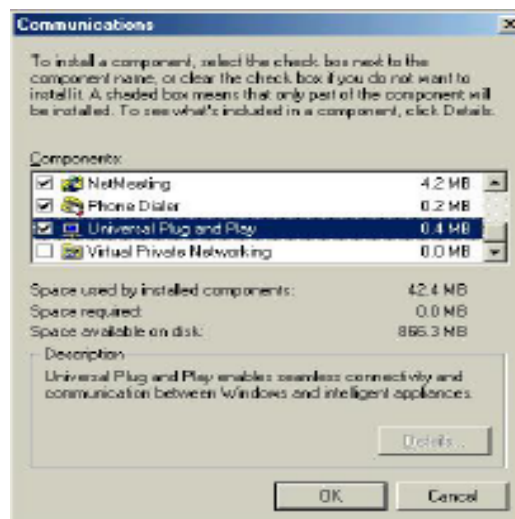 Communications
To install a component, select the check box next to the
component name, or clear the check box if you do not want to
install it. A shaded box means that only part of the component will
be installed. To see what's included in a component, click Details.
Components:
NetMeeting 4.2 MB
Phone Dialer 0.2 MB
Universal Plug and Play 0.4 MB
Virtual Private Networking 0.0 MB
Space used by installed components: 42.4 MB
Space required: 0.0 MB
Space available on disk: 866.3 MB
Description
Universal Plug and Play enables seamless connectivity and
communication between Windows and intelligent appliances.
Details...
OK Cancel